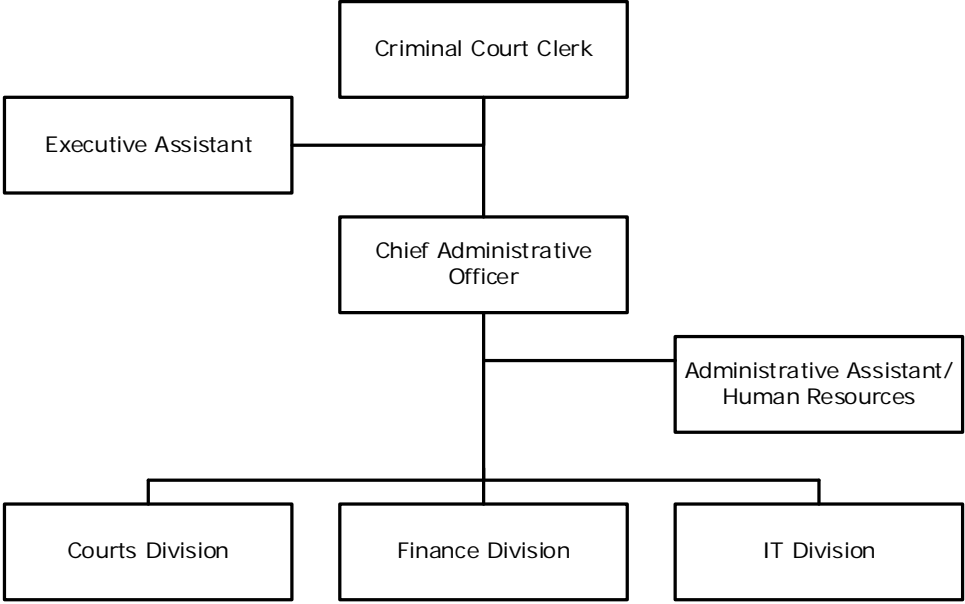 Criminal Court Clerk
Executive Assistant
Chief Administrative
Officer
Administrative Assistant/
Human Resources
Courts Division
Finance Division
IT Division